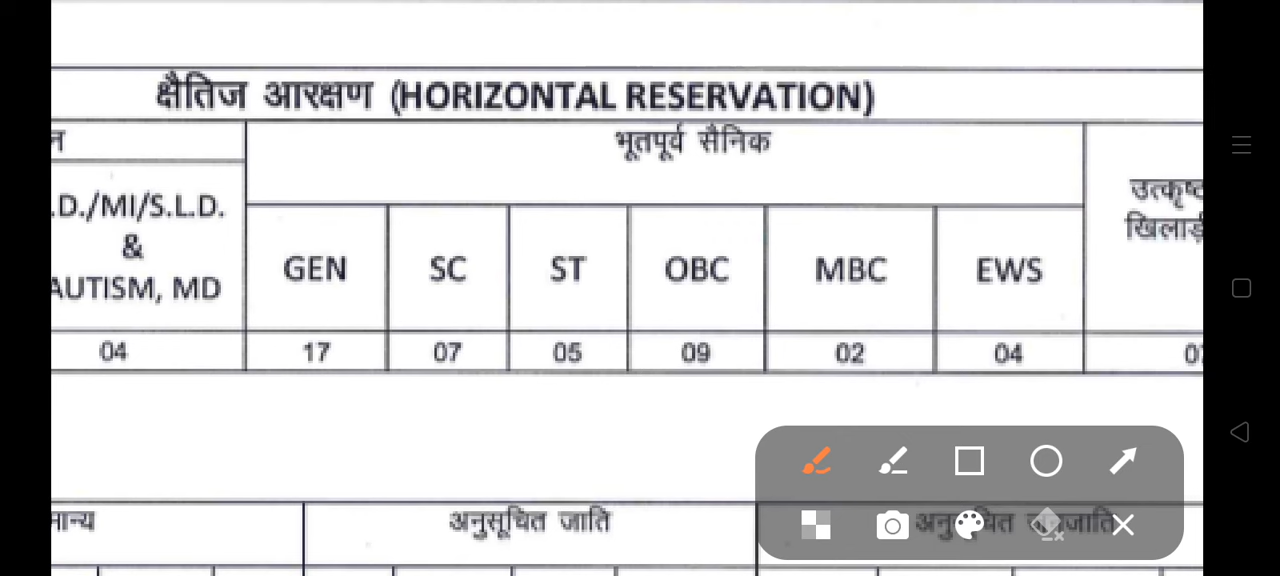 क्षैतिज आरक्षण (HORIZONTAL RESERVATION)
भूतपूर्व सैनिक
.D./MI/S.L.D.
&
AUTISM, MD
GEN SC ST OBC MBC EWS
04 17 07 05 09 02 04
अनुसूचित जाति